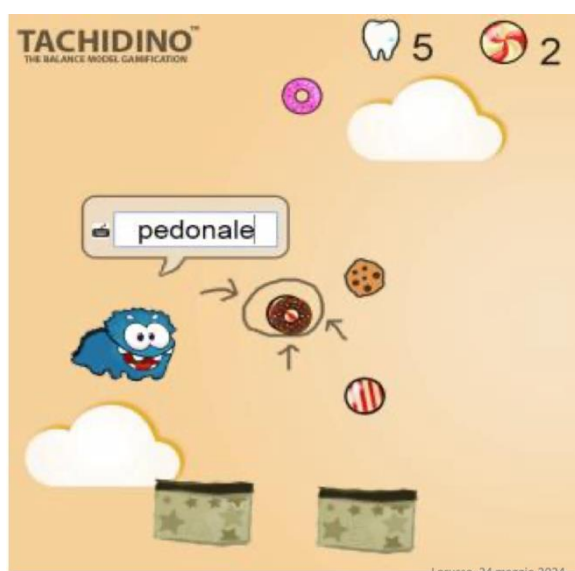 TACHIDINO™
THE BALANCE MODEL GAMIFICATION
5
2
pedonale